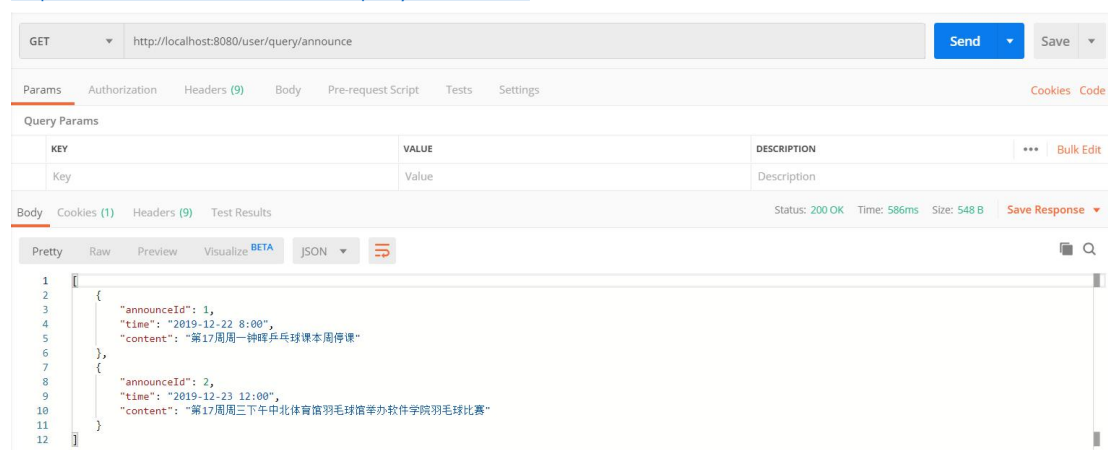 GET http://localhost:8080/user/query/announce Send Save
Params Authorization Headers (9) Body Pre-request Script Tests Settings Cookies Code
Query Params
KEY VALUE DESCRIPTION ••• Bulk Edit
Key Value Description
Body Cookies (1) Headers (9) Test Results Status: 200 OK Time: 586ms Size: 548 B Save Response
Pretty Raw Preview Visualize BETA JSON
1 [
2 {
3 "announceId": 1,
4 "time": "2019-12-22 8:00",
5 "content": "第17周周一钟晖乒乓球课本周停课"
6 },
7 {
8 "announceId": 2,
9 "time": "2019-12-23 12:00",
10 "content": "第17周周三下午中北体育馆羽毛球馆举办软件学院羽毛球比赛"
11 }
12 ]